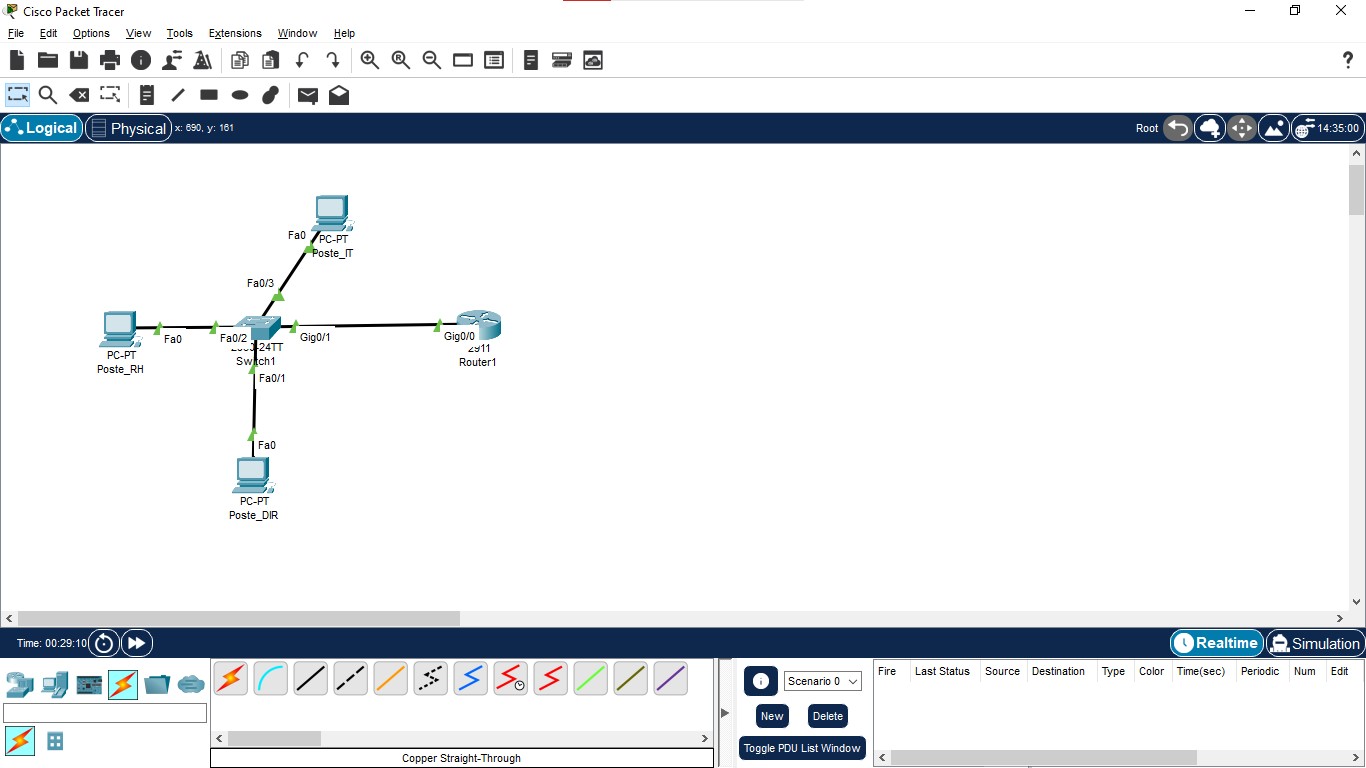 Cisco Packet Tracer
File Edit Options View Tools Extensions Window Help
Logical Physical x: 690, y: 161 Root 14:35:00
PC-PT
Poste_IT
Fa0
Fa0/3
PC-PT
Poste_RH
Fa0
Fa0/2
24TT
Switch1
Gig0/1
Gig0/0
2911
Router1
Fa0/1
Fa0
PC-PT
Poste_DIR
Time: 00:29:10 Realtime Simulation
Scenario 0
New Delete
Toggle PDU List Window
Fire Last Status Source Destination Type Color Time(sec) Periodic Num Edit
Copper Straight-Through